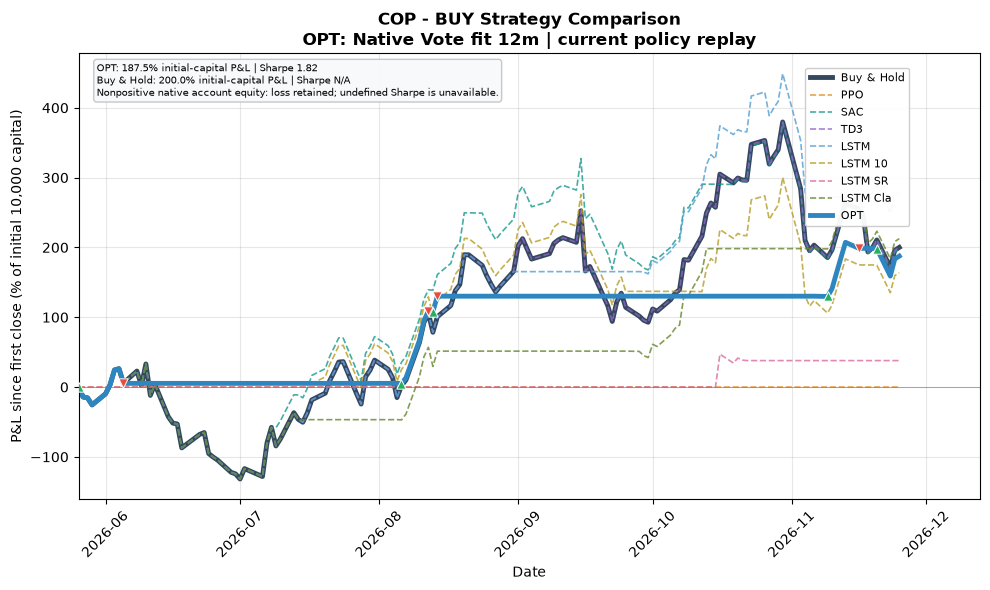 COP - BUY Strategy Comparison
OPT: Native Vote fit 12m | current policy replay
OPT: 187.5% initial-capital P&L | Sharpe 1.82
Buy & Hold: 200.0% initial-capital P&L | Sharpe N/A
Nonpositive native account equity: loss retained; undefined Sharpe is unavailable.
Buy & Hold
PPO
SAC
TD3
LSTM
LSTM 10
LSTM SR
LSTM Cla
OPT
P&L since first close (% of initial 10,000 capital)
400
300
200
100
0
−100
2026-06
2026-07
2026-08
2026-09
2026-10
2026-11
2026-12
Date